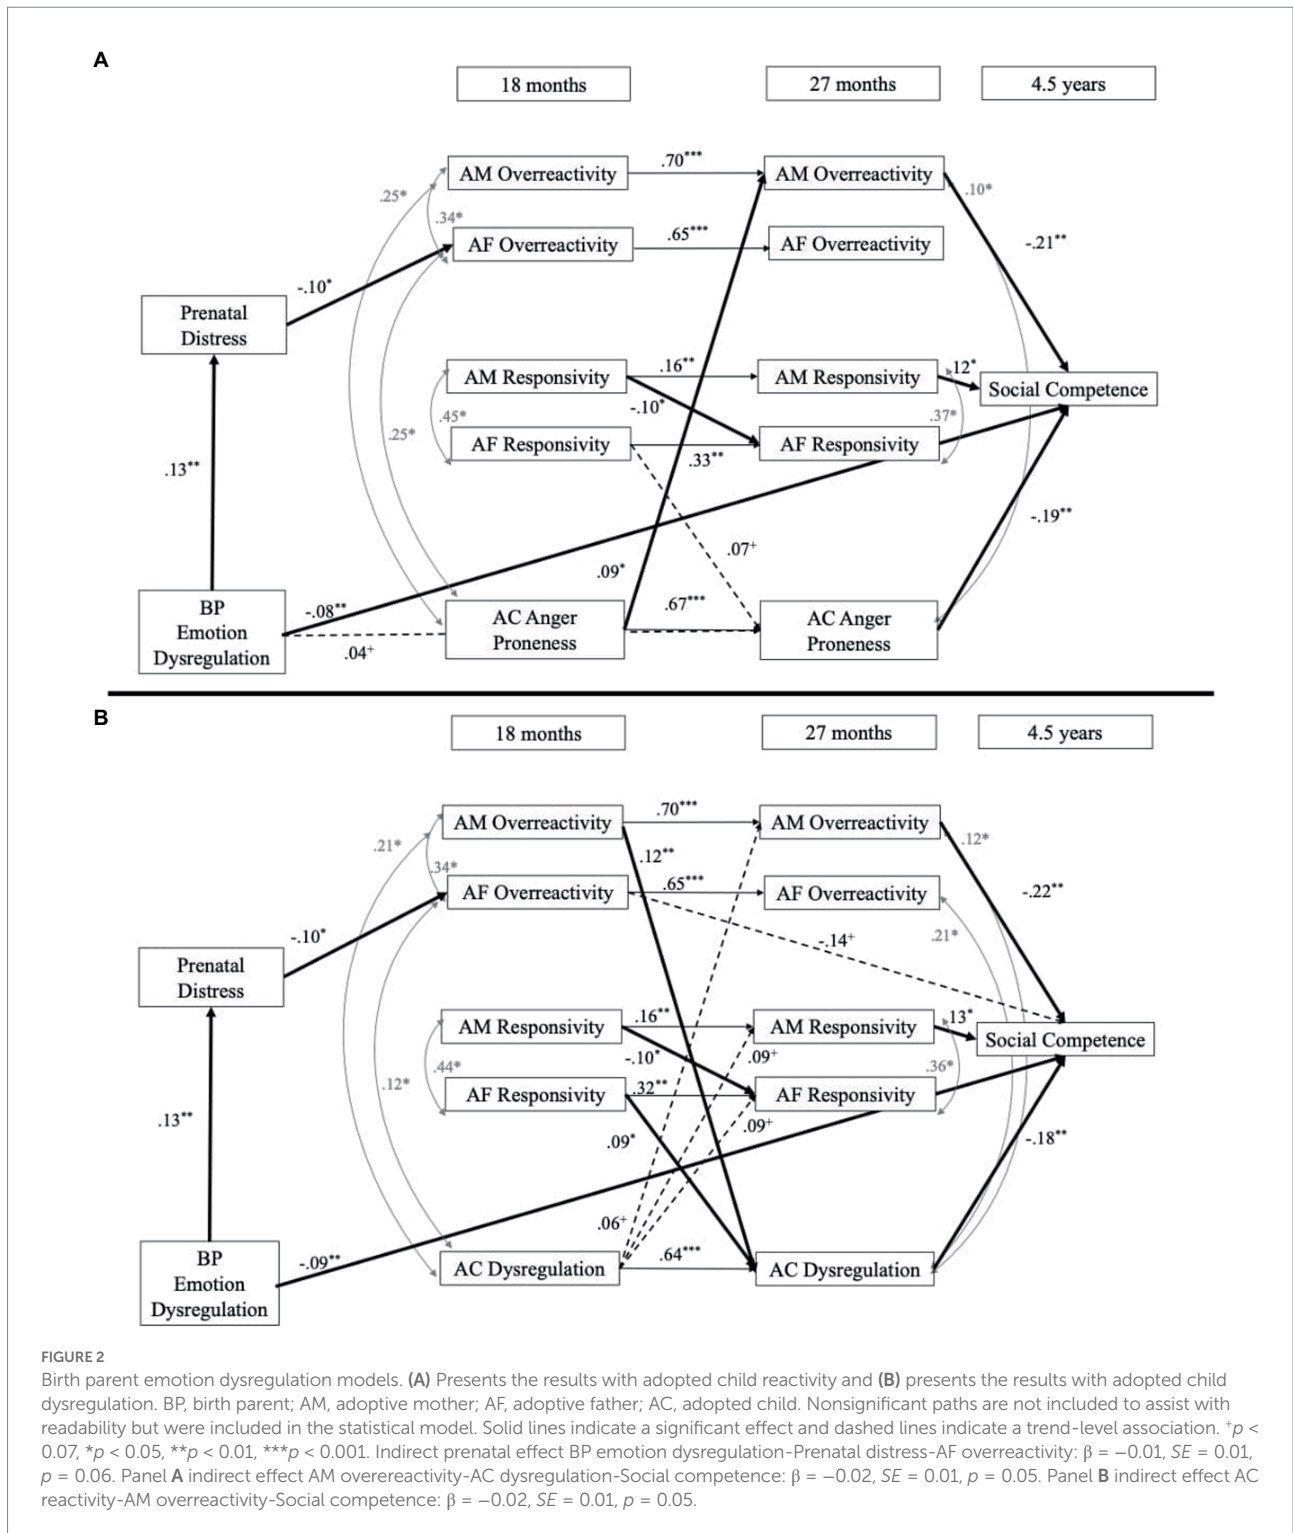 A
18 months
27 months
4.5 years
AM Overreactivity
.70***
AM Overreactivity
.25*
.10*
.34*
AF Overreactivity
.65***
AF Overreactivity
-.21**
-.10*
Prenatal
Distress
AM Responsivity
.16**
AM Responsivity
.12*
Social Competence
-.10*
.45*
.37*
.25*
AF Responsivity
.33**
AF Responsivity
.13**
-.19**
.07+
.09*
BP
Emotion
Dysregulation
-.08**
.04+
AC Anger
Proneness
.67***
AC Anger
Proneness
B
18 months
27 months
4.5 years
AM Overreactivity
.70***
AM Overreactivity
.21*
.12*
.12**
.34*
AF Overreactivity
.65***
AF Overreactivity
-.22**
-.10*
-.14+
.21*
Prenatal
Distress
AM Responsivity
.16**
AM Responsivity
.13*
Social Competence
-.10*
.09+
.44*
.36*
.12*
AF Responsivity
.32**
AF Responsivity
.13**
.09*
.09+
-.18**
.06+
BP
Emotion
Dysregulation
-.09**
AC Dysregulation
.64***
AC Dysregulation
FIGURE 2
Birth parent emotion dysregulation models. (A) Presents the results with adopted child reactivity and (B) presents the results with adopted child
dysregulation. BP, birth parent; AM, adoptive mother; AF, adoptive father; AC, adopted child. Nonsignificant paths are not included to assist with
readability but were included in the statistical model. Solid lines indicate a significant effect and dashed lines indicate a trend-level association. +p <
0.07, *p < 0.05, **p < 0.01, ***p < 0.001. Indirect prenatal effect BP emotion dysregulation-Prenatal distress-AF overreactivity: β = −0.01, SE = 0.01,
p = 0.06. Panel A indirect effect AM overereactivity-AC dysregulation-Social competence: β = −0.02, SE = 0.01, p = 0.05. Panel B indirect effect AC
reactivity-AM overreactivity-Social competence: β = −0.02, SE = 0.01, p = 0.05.